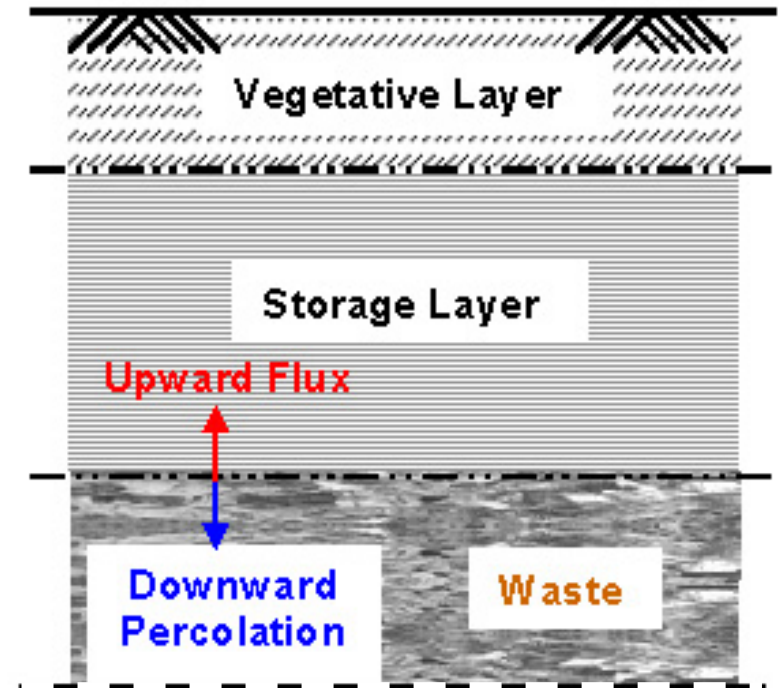 Vegetative Layer
Storage Layer
Upward Flux
Downward
Percolation
Waste